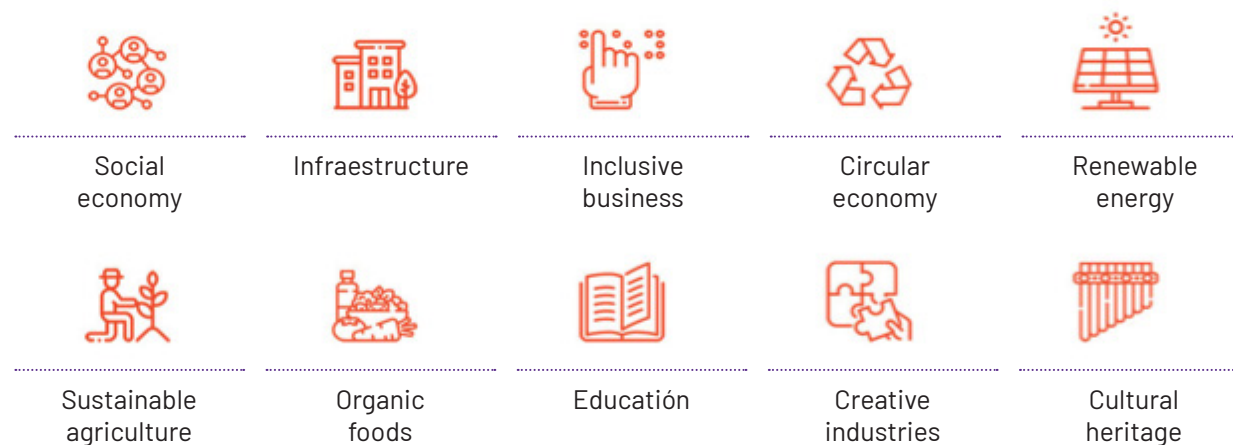 Social
economy
Infraestructure
Inclusive
business
Circular
economy
Renewable
energy
Sustainable
agriculture
Organic
foods
Educatión
Creative
industries
Cultural
heritage